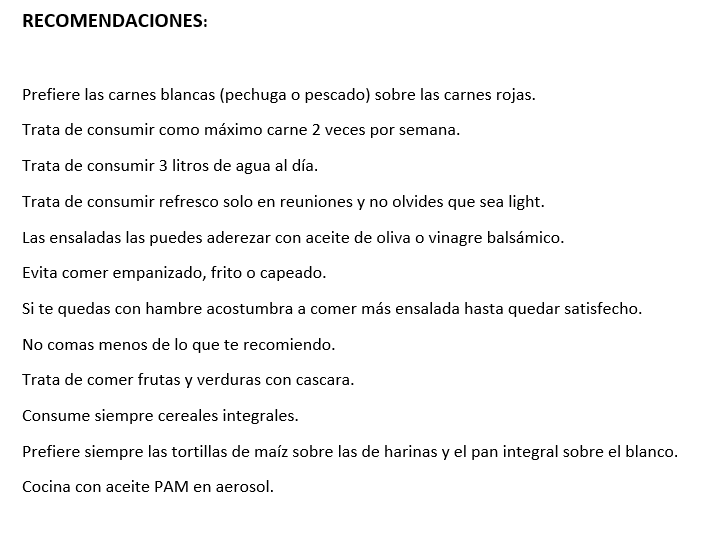 RECOMENDACIONES:
Prefiere las carnes blancas (pechuga o pescado) sobre las carnes rojas.
Trata de consumir como máximo carne 2 veces por semana.
Trata de consumir 3 litros de agua al día.
Trata de consumir refresco solo en reuniones y no olvides que sea light.
Las ensaladas las puedes aderezar con aceite de oliva o vinagre balsámico.
Evita comer empanizado, frito o capeado.
Si te quedas con hambre acostumbra a comer más ensalada hasta quedar satisfecho.
No comas menos de lo que te recomiendo.
Trata de comer frutas y verduras con cascara.
Consume siempre cereales integrales.
Prefiere siempre las tortillas de maíz sobre las de harinas y el pan integral sobre el blanco.
Cocina con aceite PAM en aerosol.